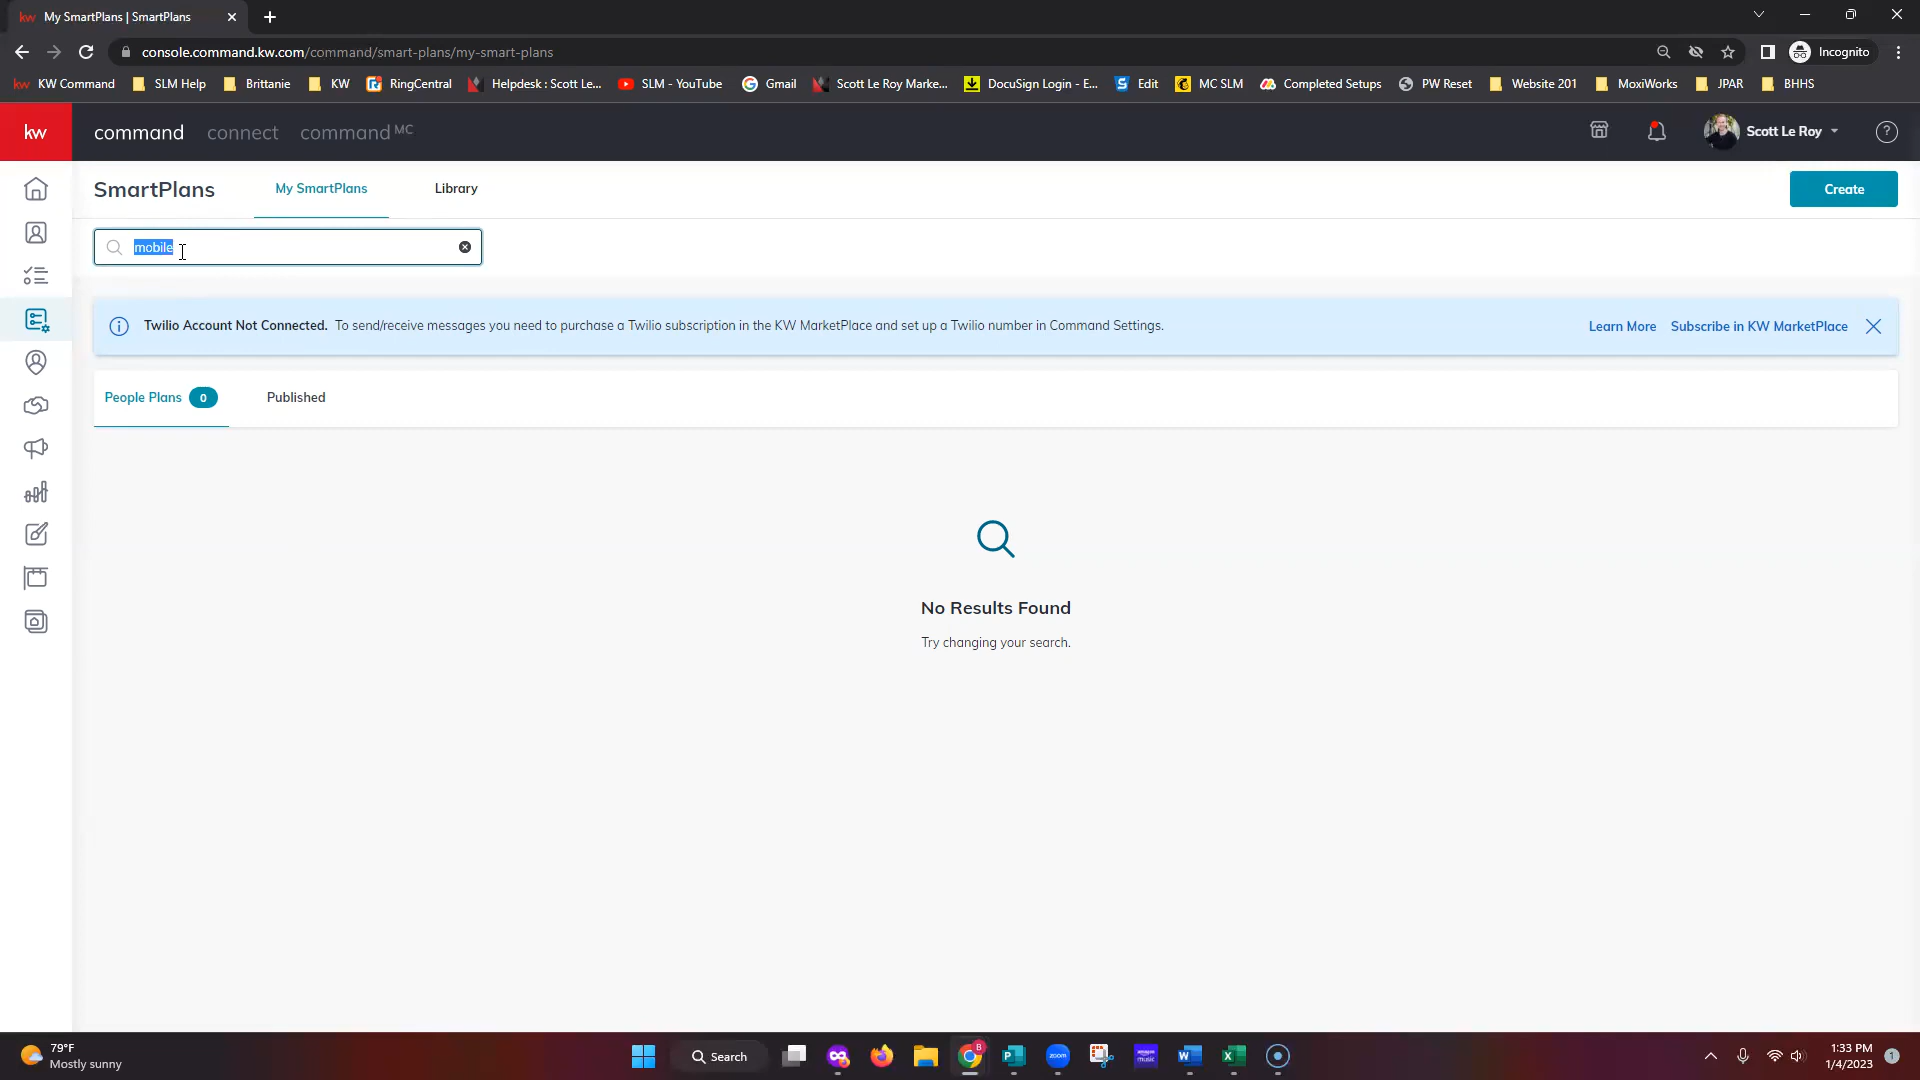 kw My SmartPlans | SmartPlans
console.command.kw.com/command/smart-plans/my-smart-plans
Incognito
kw KW Command
SLM Help
Brittanie
KW
RingCentral
Helpdesk : Scott Le...
SLM - YouTube
Gmail
Scott Le Roy Marke...
DocuSign Login - E...
Edit
MC SLM
Completed Setups
PW Reset
Website 201
MoxiWorks
JPAR
BHHS
kw
command
connect
command MC
Scott Le Roy
?
SmartPlans
My SmartPlans
Library
Create
mobile
Twilio Account Not Connected. To send/receive messages you need to purchase a Twilio subscription in the KW MarketPlace and set up a Twilio number in Command Settings.
Learn More
Subscribe in KW MarketPlace
People Plans 0
Published
No Results Found
Try changing your search.
79°F
Mostly sunny
Search
8
zoom
1:33 PM
1/4/2023
1